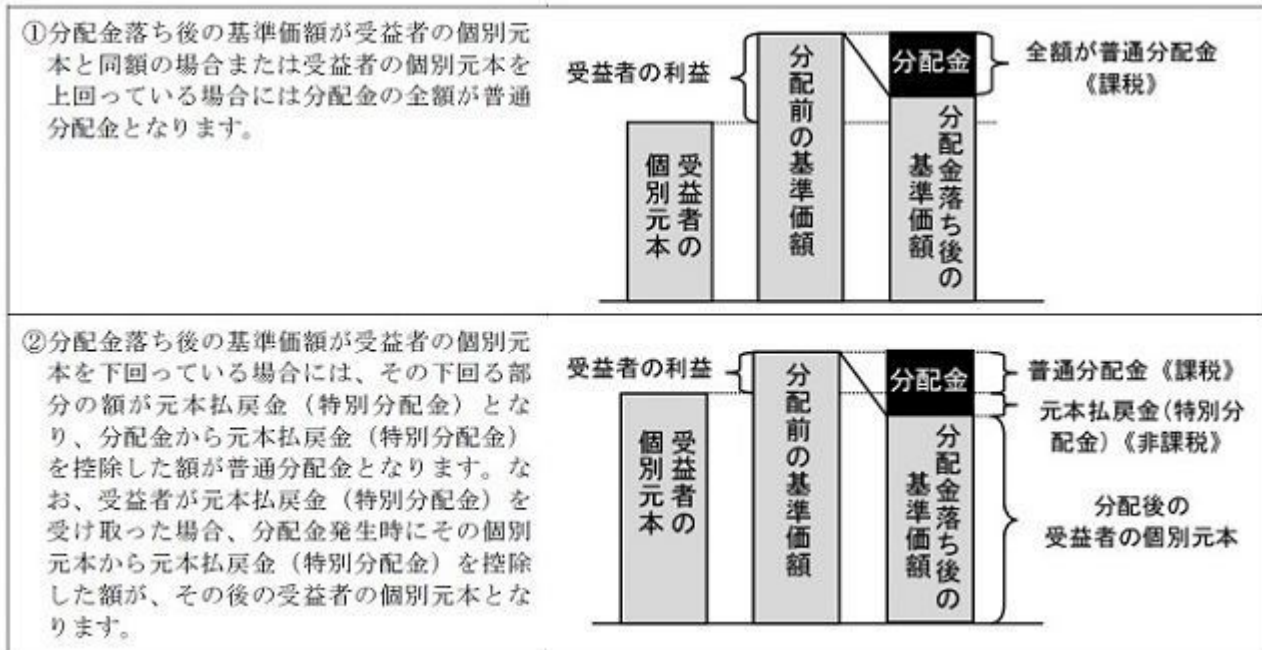 ①分配金落ち後の基準価額が受益者の個別元
本と同額の場合または受益者の個別元本を
上回っている場合には分配金の全額が普通
分配金となります。
受益者の利益
受益者の
個別元本
分配前の基準価額
分配金
分配金落ち後の
基準価額
全額が普通分配金
《課税》
②分配金落ち後の基準価額が受益者の個別元
本を下回っている場合には、その下回る部
分の額が元本払戻金（特別分配金）とな
り、分配金から元本払戻金（特別分配金）
を控除した額が普通分配金となります。な
お、受益者が元本払戻金（特別分配金）を
受け取った場合、分配金発生時にその個別
元本から元本払戻金（特別分配金）を控除
した額が、その後の受益者の個別元本とな
ります。
受益者の利益
受益者の
個別元本
分配前の基準価額
分配金
分配金落ち後の
基準価額
普通分配金《課税》
元本払戻金(特別分
配金)《非課税》
分配後の
受益者の個別元本